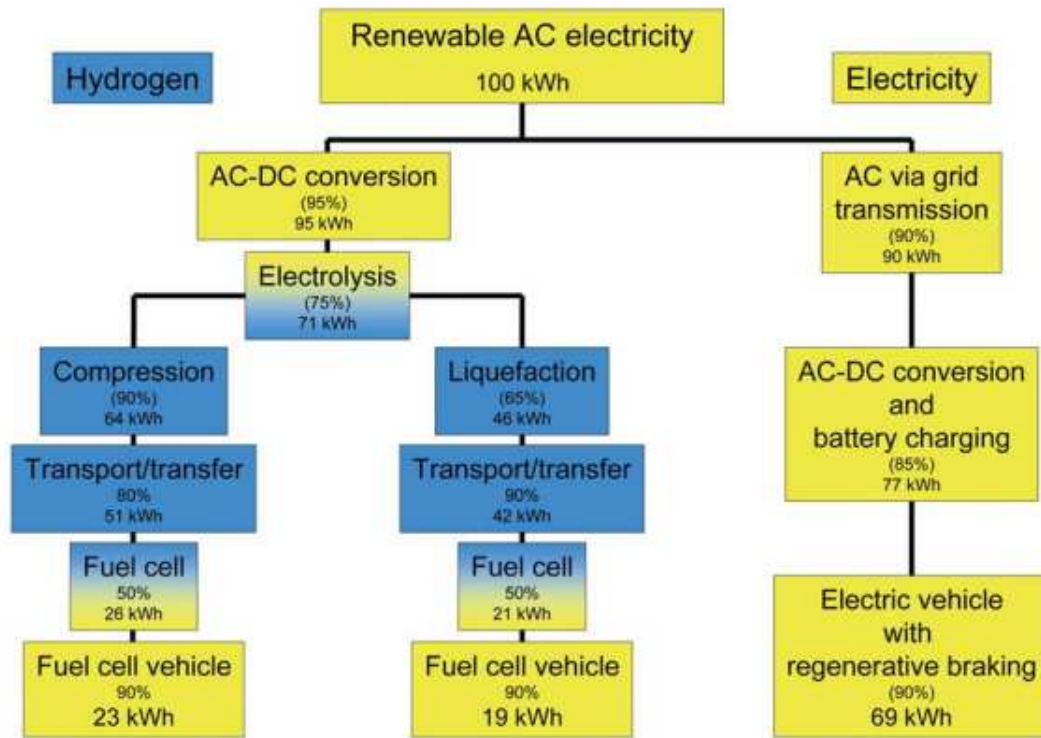 Renewable AC electricity
100 kWh
Hydrogen
Electricity
AC-DC conversion
(95%)
95 kWh
Electrolysis
(75%)
71 kWh
Compression
(90%)
64 kWh
Transport/transfer
80%
51 kWh
Fuel cell
50%
26 kWh
Fuel cell vehicle
90%
23 kWh
Liquefaction
(65%)
46 kWh
Transport/transfer
90%
42 kWh
Fuel cell
50%
21 kWh
Fuel cell vehicle
90%
19 kWh
AC via grid
transmission
(90%)
90 kWh
AC-DC conversion
and
battery charging
(85%)
77 kWh
Electric vehicle
with
regenerative braking
(90%)
69 kWh